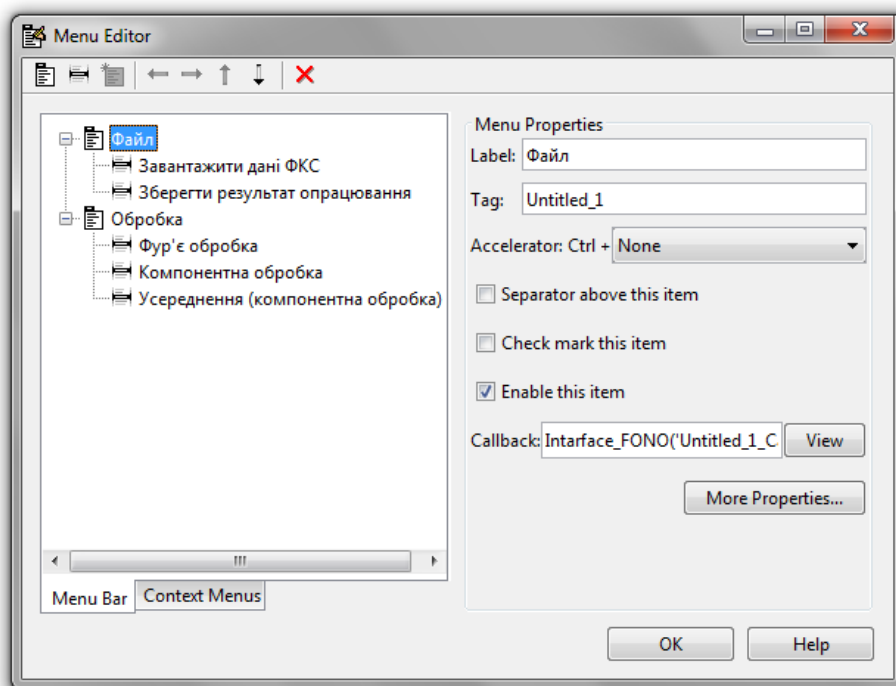 Menu Editor
Файл
Завантажити дані ФКС
Зберегти результат опрацювання
Обробка
Фур'є обробка
Компонентна обробка
Усереднення (компонентна обробка)
Menu Bar
Context Menus
Menu Properties
Label: Файл
Tag: Untitled_1
Accelerator: Ctrl + None
Separator above this item
Check mark this item
Enable this item
Callback: Intarface_FONO('Untitled_1_C View
More Properties...
OK Help